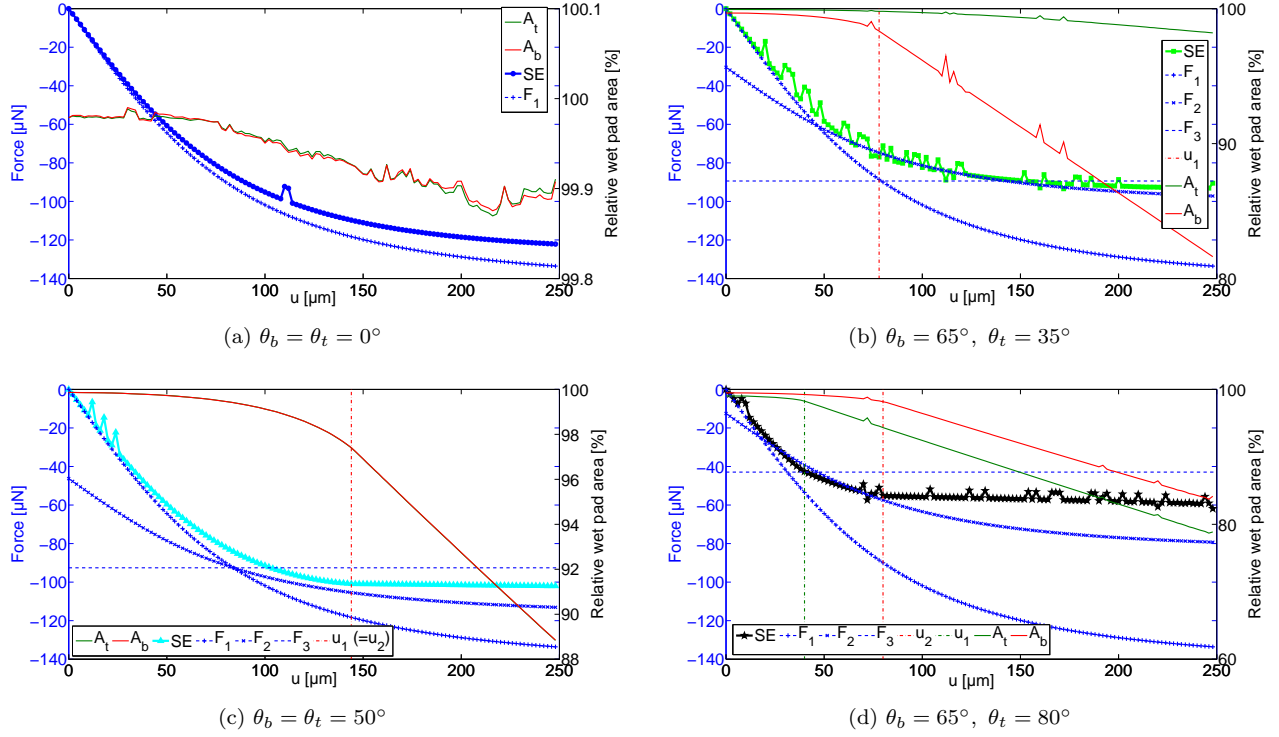 0
−20
−40
−60
−80
−100
−120
−140
Force [µN]
0 50 100 150 200 250
u [µm]
100.1
100
99.9
99.8
Relative wet pad area [%]
A_t
A_b
SE
F_1
(a) θ_b = θ_t = 0°
0
−20
−40
−60
−80
−100
−120
−140
Force [µN]
0 50 100 150 200 250
u [µm]
100
90
80
Relative wet pad area [%]
SE
F_1
F_2
F_3
u_1
A_t
A_b
(b) θ_b = 65°, θ_t = 35°
0
−20
−40
−60
−80
−100
−120
−140
Force [µN]
0 50 100 150 200 250
u [µm]
100
98
96
94
92
90
88
Relative wet pad area [%]
A_t A_b SE F_1 F_2 F_3 u_1 (=u_2)
(c) θ_b = θ_t = 50°
0
−20
−40
−60
−80
−100
−120
−140
Force [µN]
0 50 100 150 200 250
u [µm]
100
80
60
Relative wet pad area [%]
SE F_1 F_2 F_3 u_2 u_1 A_t A_b
(d) θ_b = 65°, θ_t = 80°